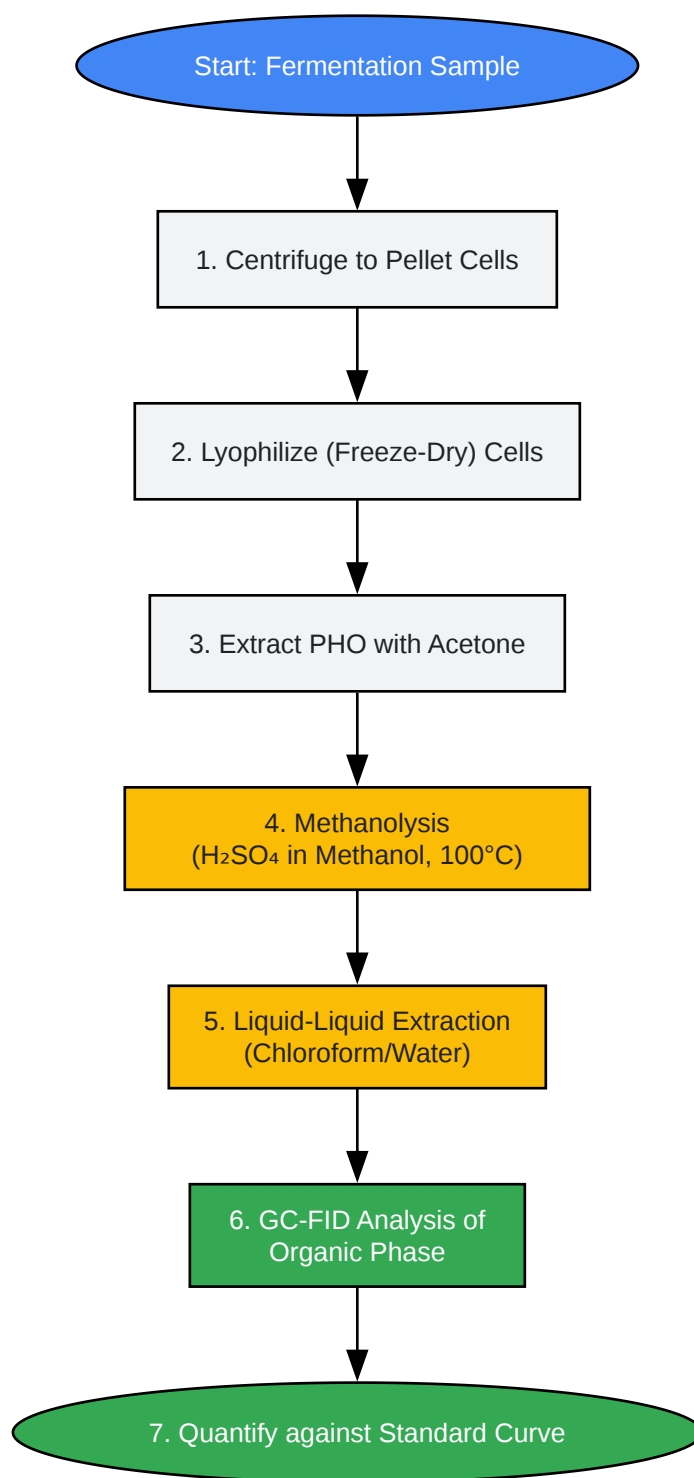 Start: Fermentation Sample
1. Centrifuge to Pellet Cells
2. Lyophilize (Freeze-Dry) Cells
3. Extract PHO with Acetone
4. Methanolysis
(H₂SO₄ in Methanol, 100°C)
5. Liquid-Liquid Extraction
(Chloroform/Water)
6. GC-FID Analysis of
Organic Phase
7. Quantify against Standard Curve